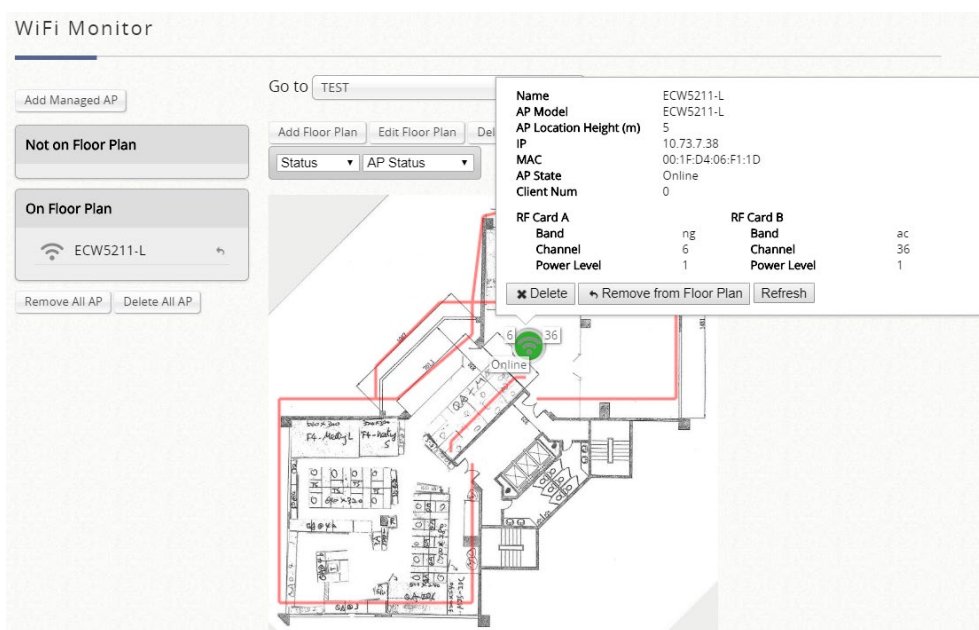 WiFi Monitor
Add Managed AP
Not on Floor Plan
On Floor Plan
ECW5211-L
Remove All AP Delete All AP
Go to TEST
Add Floor Plan Edit Floor Plan Del
Status AP Status
Name ECW5211-L
AP Model ECW5211-L
AP Location Height (m) 5
IP 10.73.7.38
MAC 00:1F:D4:06:F1:1D
AP State Online
Client Num 0
RF Card A RF Card B
Band ng Band ac
Channel 6 Channel 36
Power Level 1 Power Level 1
Delete Remove from Floor Plan Refresh
6 36
Online